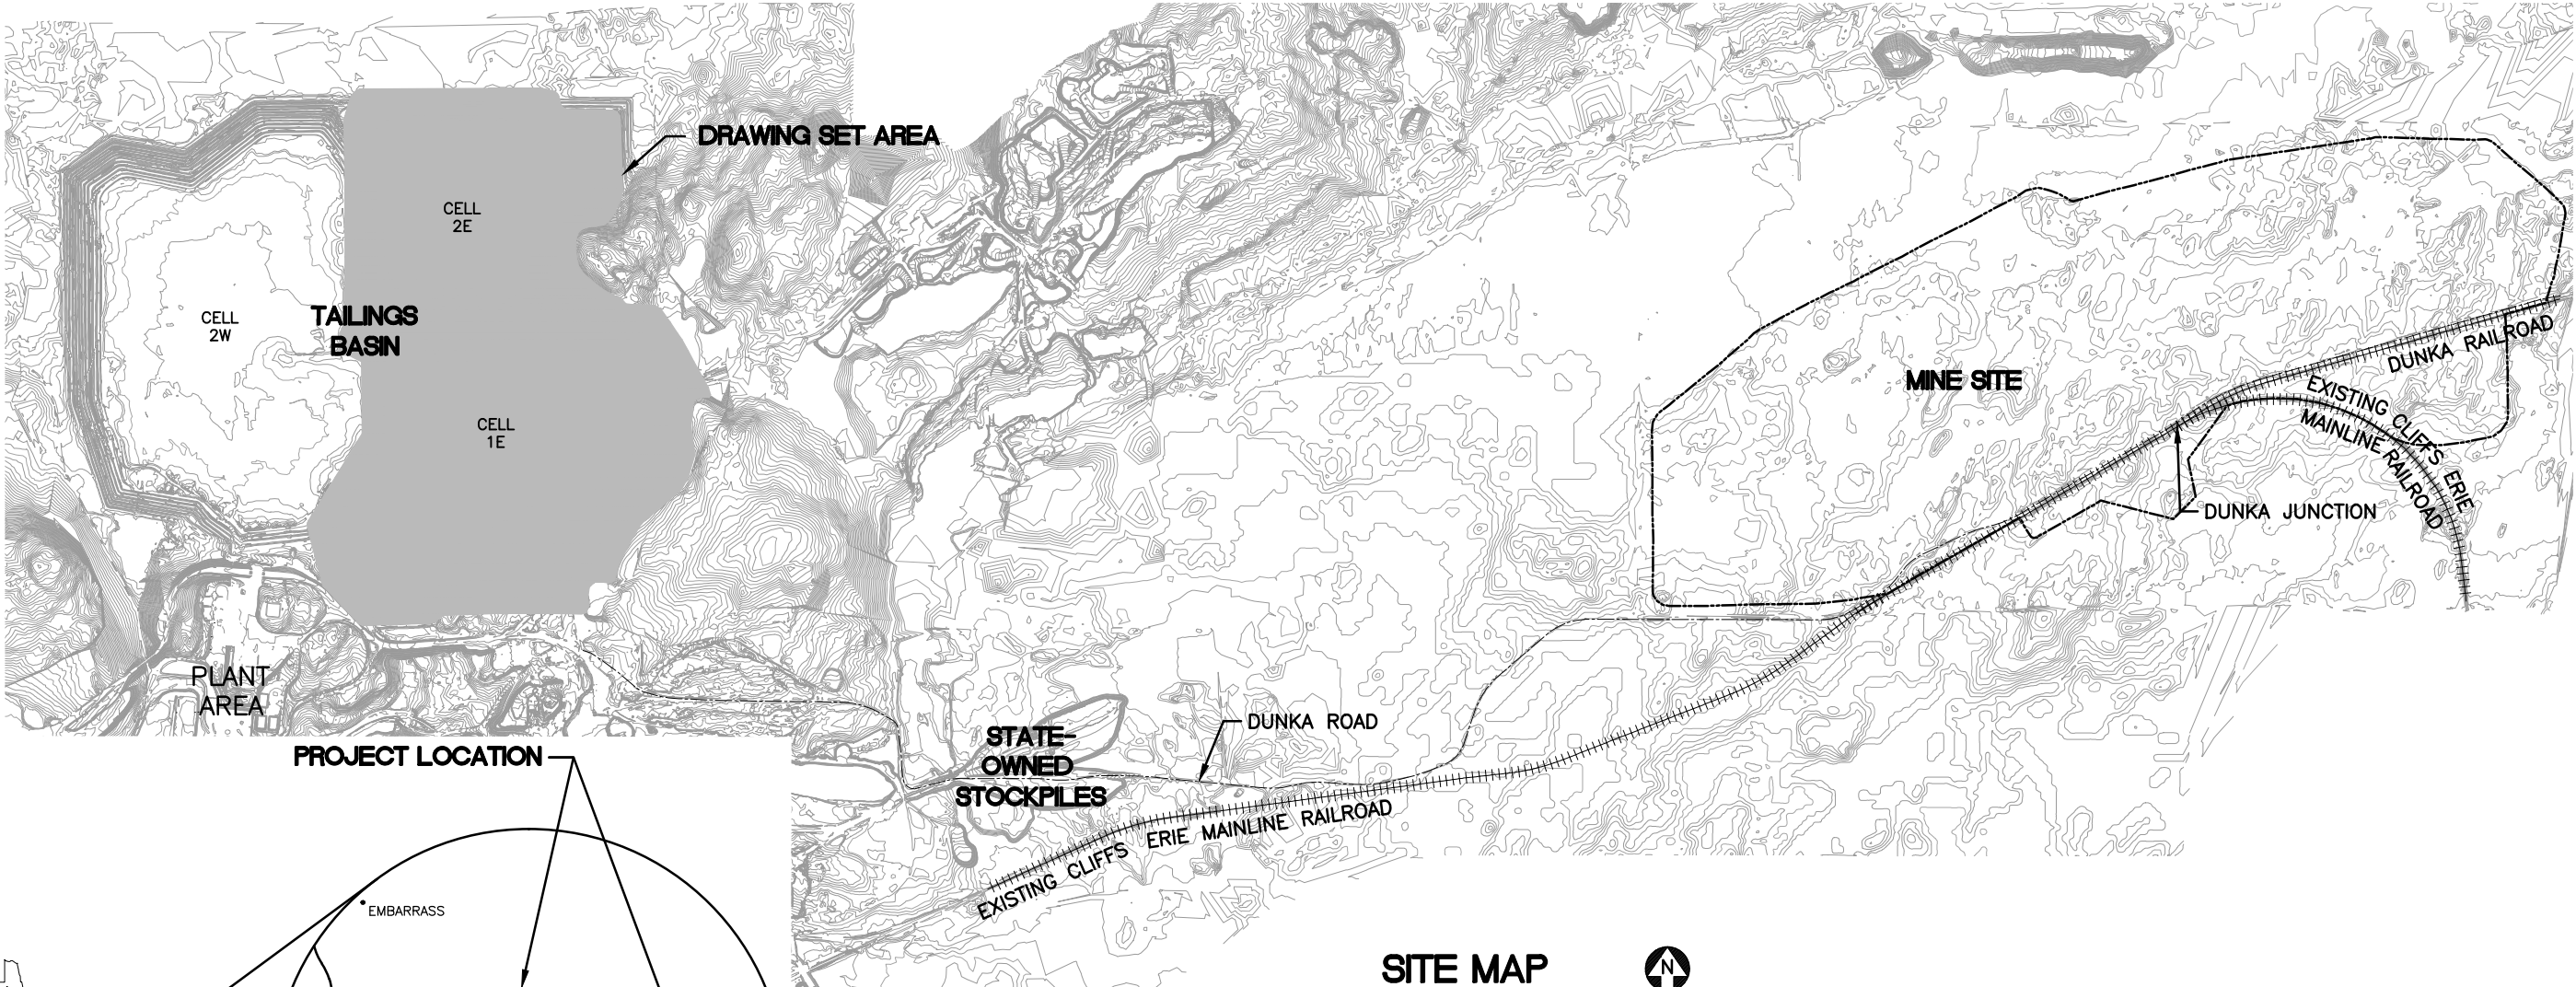 DRAWING SET AREA
CELL
2E
CELL
2W
TAILINGS
BASIN
CELL
1E
PLANT
AREA
MINE SITE
DUNKA RAILROAD
EXISTING CLIFFS ERIE
MAINLINE RAILROAD
DUNKA JUNCTION
STATE-
OWNED
STOCKPILES
DUNKA ROAD
EXISTING CLIFFS ERIE MAINLINE RAILROAD
PROJECT LOCATION
EMBARRASS
SITE MAP
N